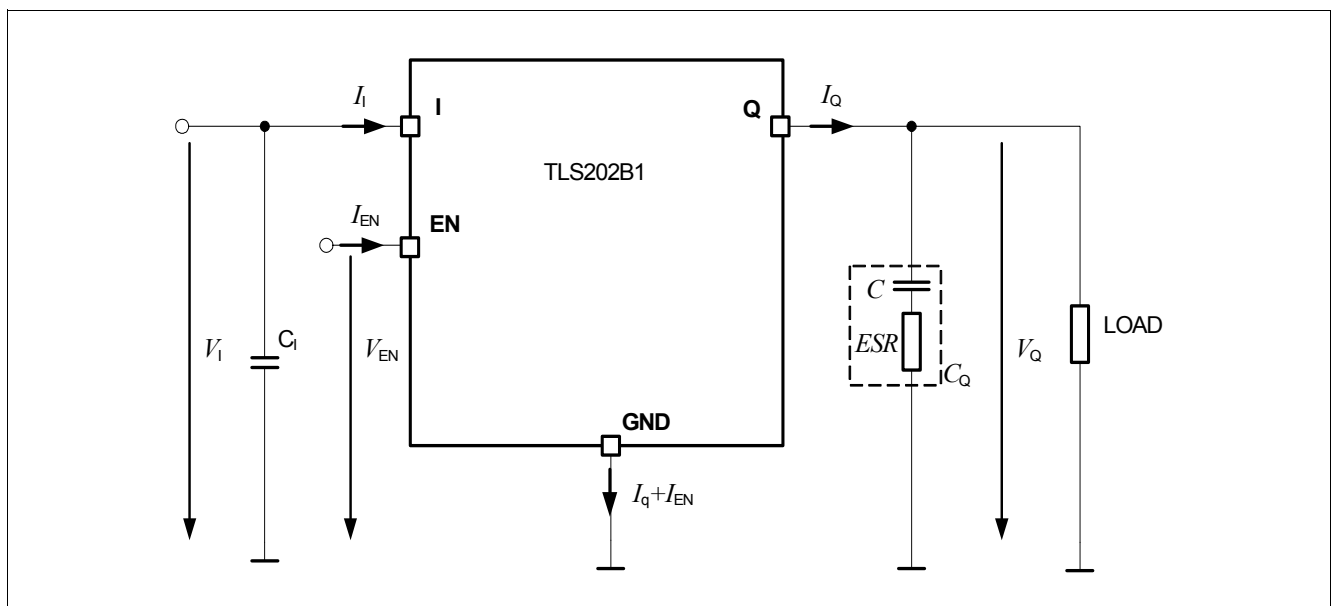 I_I
I
Q
I_Q
TLS202B1
I_EN
EN
C
LOAD
V_I
C_I
V_EN
ESR
V_Q
C_Q
GND
I_q+I_EN